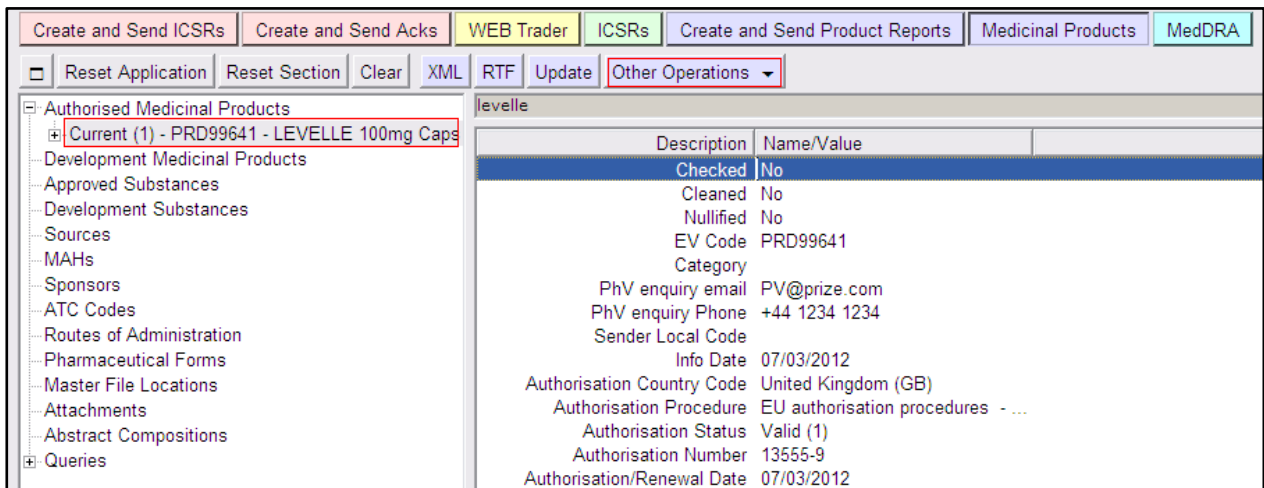 Create and Send ICSRs Create and Send Acks WEB Trader ICSRs Create and Send Product Reports Medicinal Products MedDRA
Reset Application Reset Section Clear XML RTF Update Other Operations
Authorised Medicinal Products
Current (1) - PRD99641 - LEVELLE 100mg Caps
Development Medicinal Products
Approved Substances
Development Substances
Sources
MAHs
Sponsors
ATC Codes
Routes of Administration
Pharmaceutical Forms
Master File Locations
Attachments
Abstract Compositions
Queries
levelle
Description Name/Value
Checked No
Cleaned No
Nullified No
EV Code PRD99641
Category
PhV enquiry email PV@prize.com
PhV enquiry Phone +44 1234 1234
Sender Local Code
Info Date 07/03/2012
Authorisation Country Code United Kingdom (GB)
Authorisation Procedure EU authorisation procedures - ...
Authorisation Status Valid (1)
Authorisation Number 13555-9
Authorisation/Renewal Date 07/03/2012